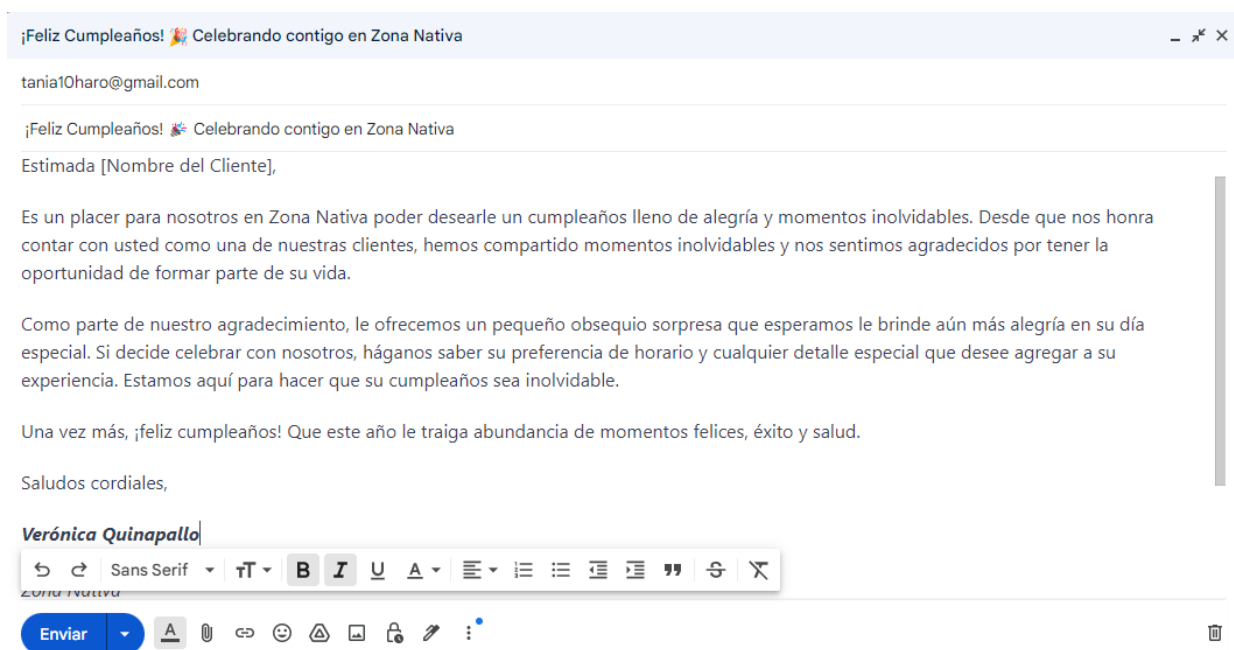 ¡Feliz Cumpleaños! 🎉 Celebrando contigo en Zona Nativa
tania10haro@gmail.com
¡Feliz Cumpleaños! 🎉 Celebrando contigo en Zona Nativa
Estimada [Nombre del Cliente],
Es un placer para nosotros en Zona Nativa poder desearle un cumpleaños lleno de alegría y momentos inolvidables. Desde que nos honra
contar con usted como una de nuestras clientes, hemos compartido momentos inolvidables y nos sentimos agradecidos por tener la
oportunidad de formar parte de su vida.
Como parte de nuestro agradecimiento, le ofrecemos un pequeño obsequio sorpresa que esperamos le brinde aún más alegría en su día
especial. Si decide celebrar con nosotros, háganos saber su preferencia de horario y cualquier detalle especial que desee agregar a su
experiencia. Estamos aquí para hacer que su cumpleaños sea inolvidable.
Una vez más, ¡feliz cumpleaños! Que este año le traiga abundancia de momentos felices, éxito y salud.
Saludos cordiales,
Verónica Quinapallo
Sans Serif
Zona Nativa
Enviar